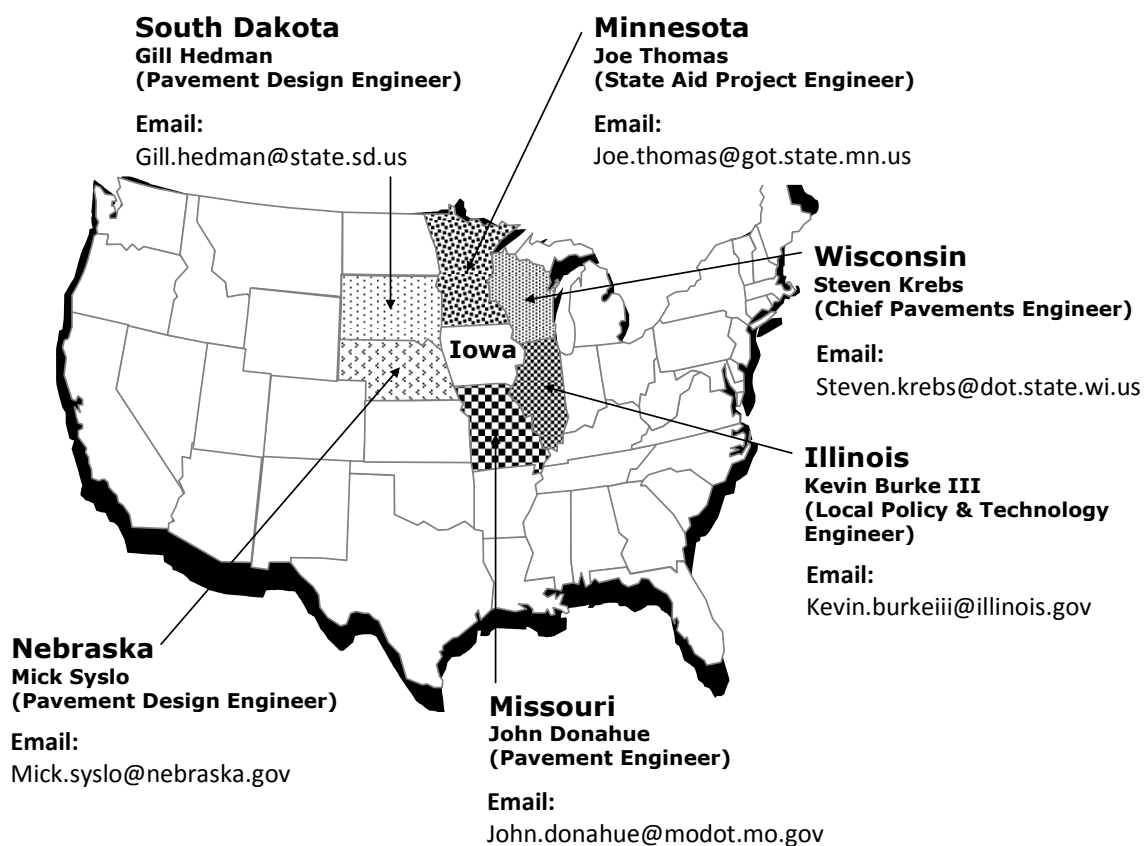 South Dakota
Gill Hedman
(Pavement Design Engineer)
Email:
Gill.hedman@state.sd.us
Minnesota
Joe Thomas
(State Aid Project Engineer)
Email:
Joe.thomas@got.state.mn.us
Wisconsin
Steven Krebs
(Chief Pavements Engineer)
Email:
Steven.krebs@dot.state.wi.us
Iowa
Illinois
Kevin Burke III
(Local Policy & Technology
Engineer)
Email:
Kevin.burkeiii@illinois.gov
Nebraska
Mick Syslo
(Pavement Design Engineer)
Email:
Mick.syslo@nebraska.gov
Missouri
John Donahue
(Pavement Engineer)
Email:
John.donahue@modot.mo.gov